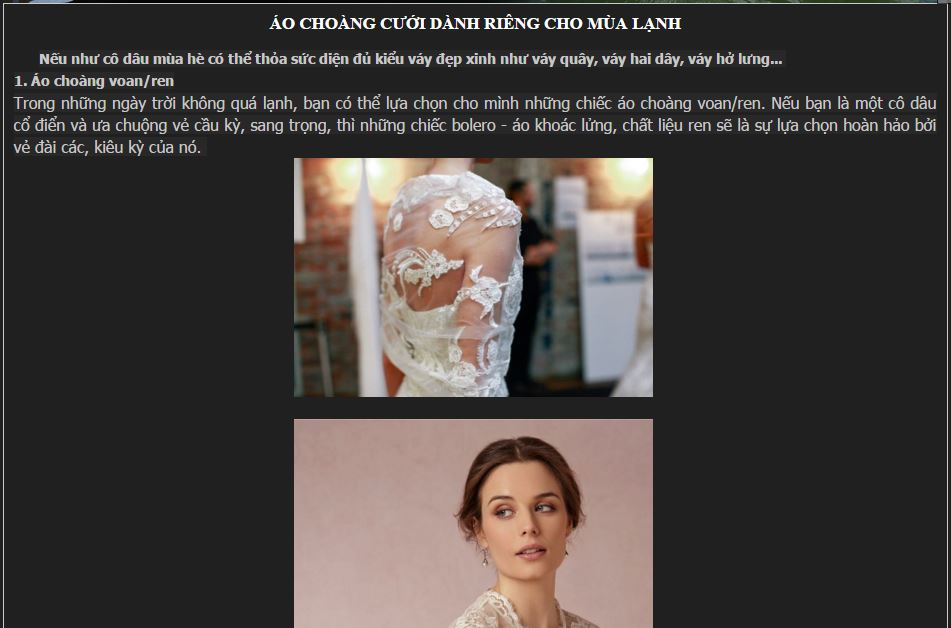 ÁO CHOÀNG CƯỚI DÀNH RIÊNG CHO MÙA LẠNH
Nếu như cô dâu mùa hè có thể thỏa sức diện đủ kiểu váy đẹp xinh như váy quây, váy hai dây, váy hở lưng...
1. Áo choàng voan/ren
Trong những ngày trời không quá lạnh, bạn có thể lựa chọn cho mình những chiếc áo choàng voan/ren. Nếu bạn là một cô dâu
cổ điển và ưa chuộng vẻ cầu kỳ, sang trọng, thì những chiếc bolero - áo khoác lửng, chất liệu ren sẽ là sự lựa chọn hoàn hảo bởi
vẻ đài các, kiêu kỳ của nó.